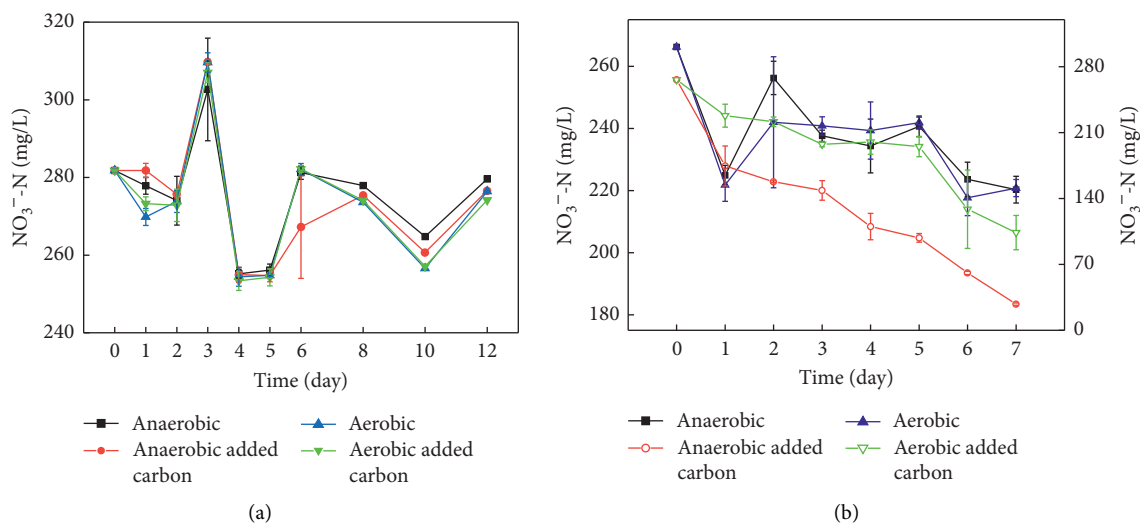 NO₃⁻-N (mg/L)
320
300
280
260
240
0 1 2 3 4 5 6 8 10 12
Time (day)
Anaerobic
Anaerobic added
carbon
Aerobic
Aerobic added
carbon
(a)
NO₃⁻-N (mg/L)
260
240
220
200
180
280
210
140
70
0
NO₃⁻-N (mg/L)
0 1 2 3 4 5 6 7
Time (day)
Anaerobic
Anaerobic added
carbon
Aerobic
Aerobic added
carbon
(b)